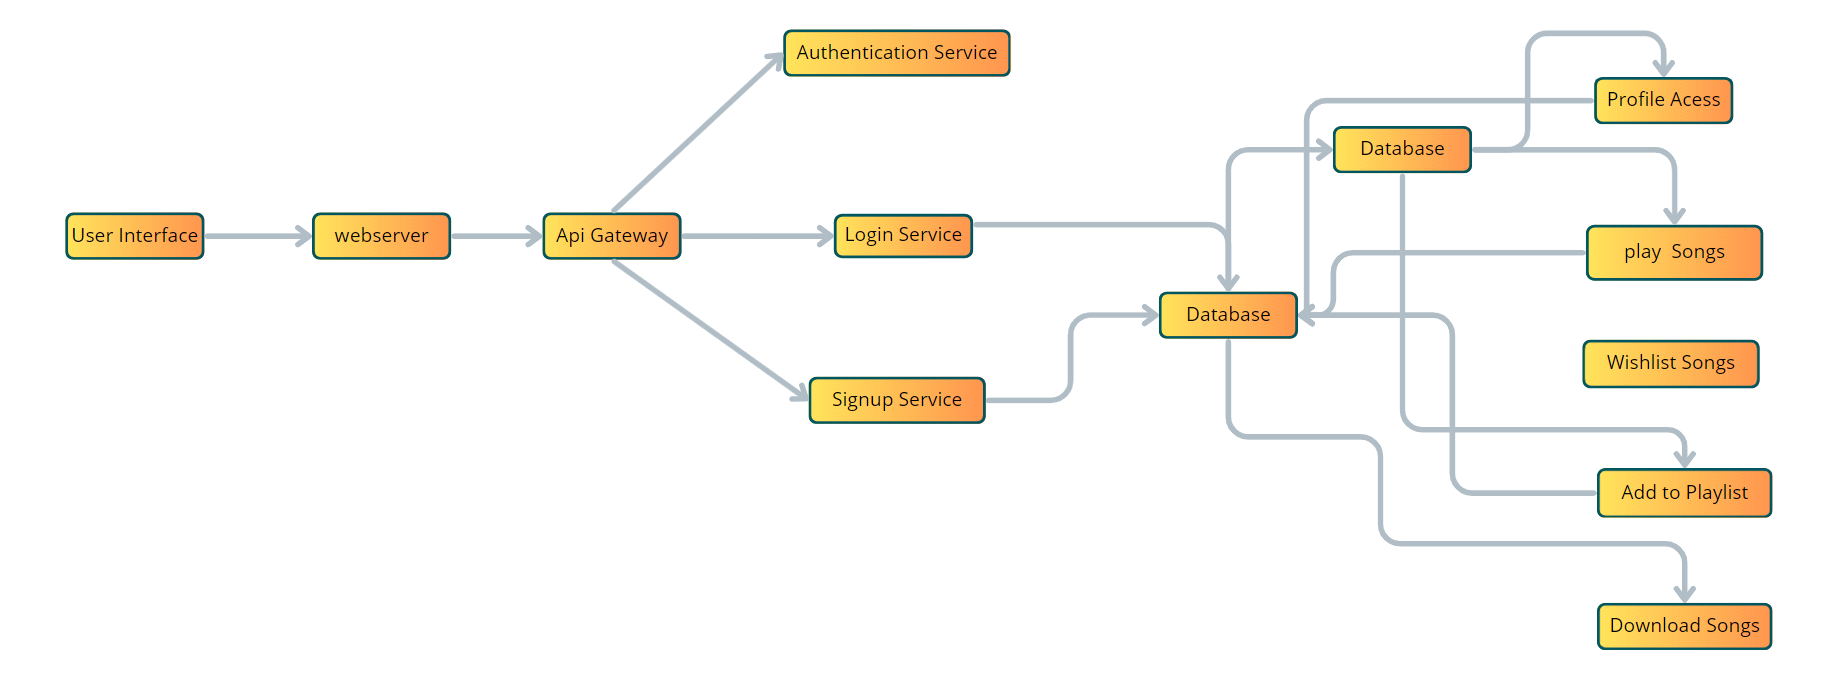 Authentication Service
Profile Acess
Database
User Interface
webserver
Api Gateway
Login Service
play  Songs
Database
Wishlist Songs
Signup Service
Add to Playlist
Download Songs